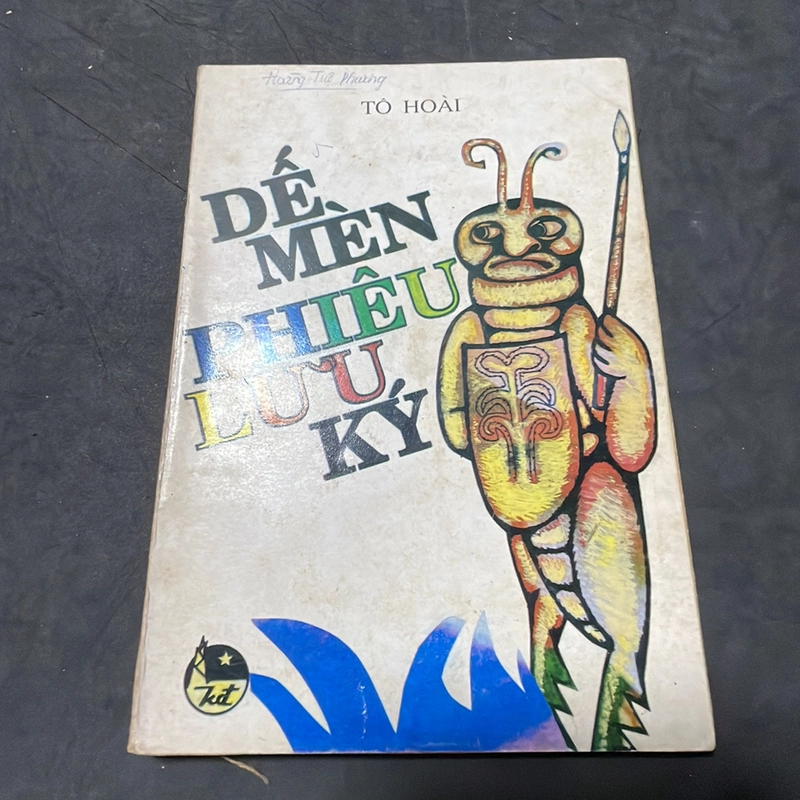 TÔ HOÀI
DẾ
MÈN
PHIÊU
LƯU
KÝ